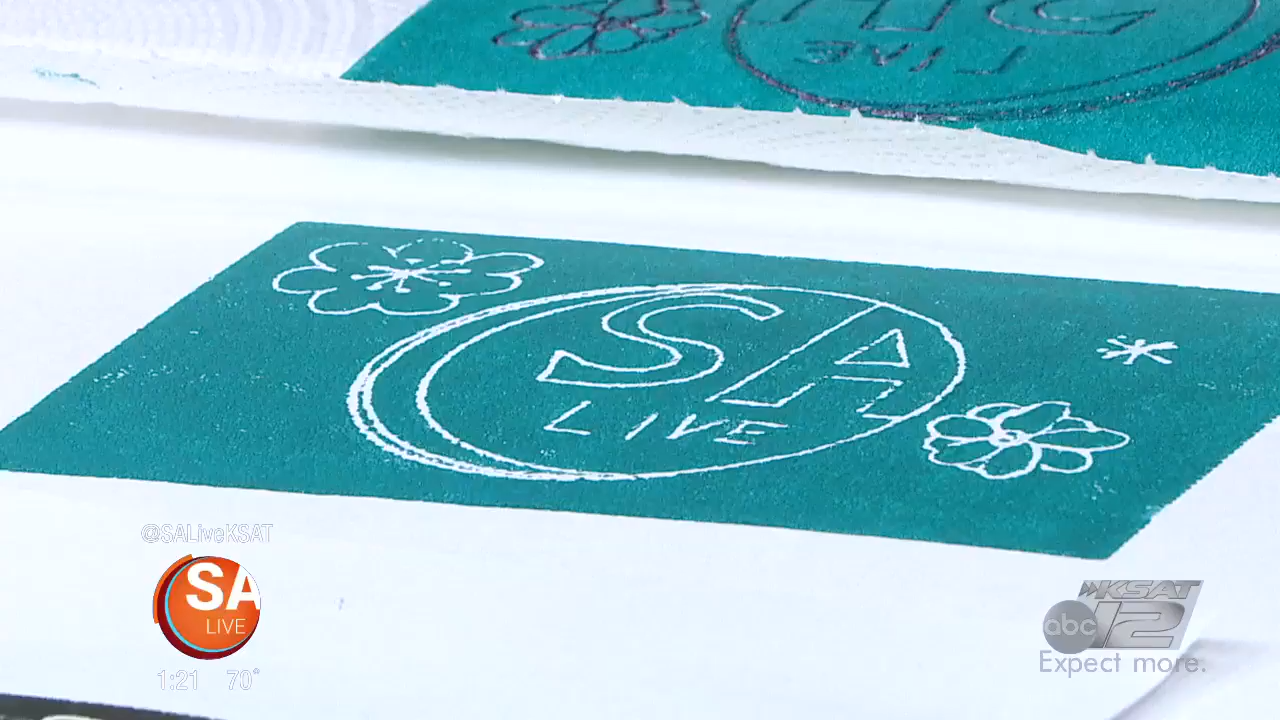 SA
LIVE
@SALiveKSAT
SA
LIVE
1:21 70°
KSAT
abc 12
Expect more.